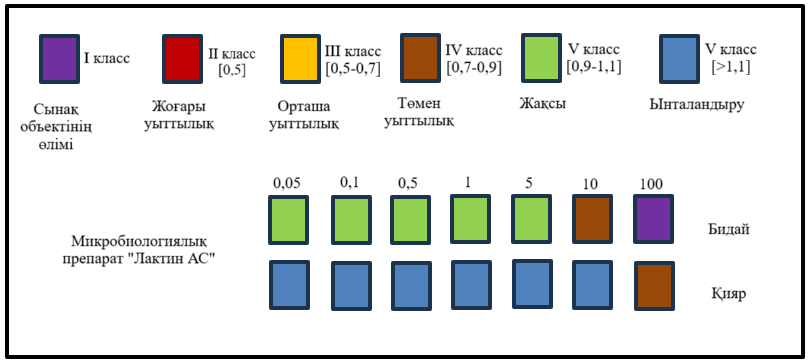 I класс
II класс
[0,5]
III класс
[0,5-0,7]
IV класс
[0,7-0,9]
V класс
[0,9-1,1]
V класс
[>1,1]
Сынақ
объектінің
өлімі
Жоғары
уыттылық
Орташа
уыттылық
Төмен
уыттылық
Жақсы
Ынталандыру
0,05 0,1 0,5 1 5 10 100
Микробиологиялық
препарат "Лактин АС"
Бидай
Қияр